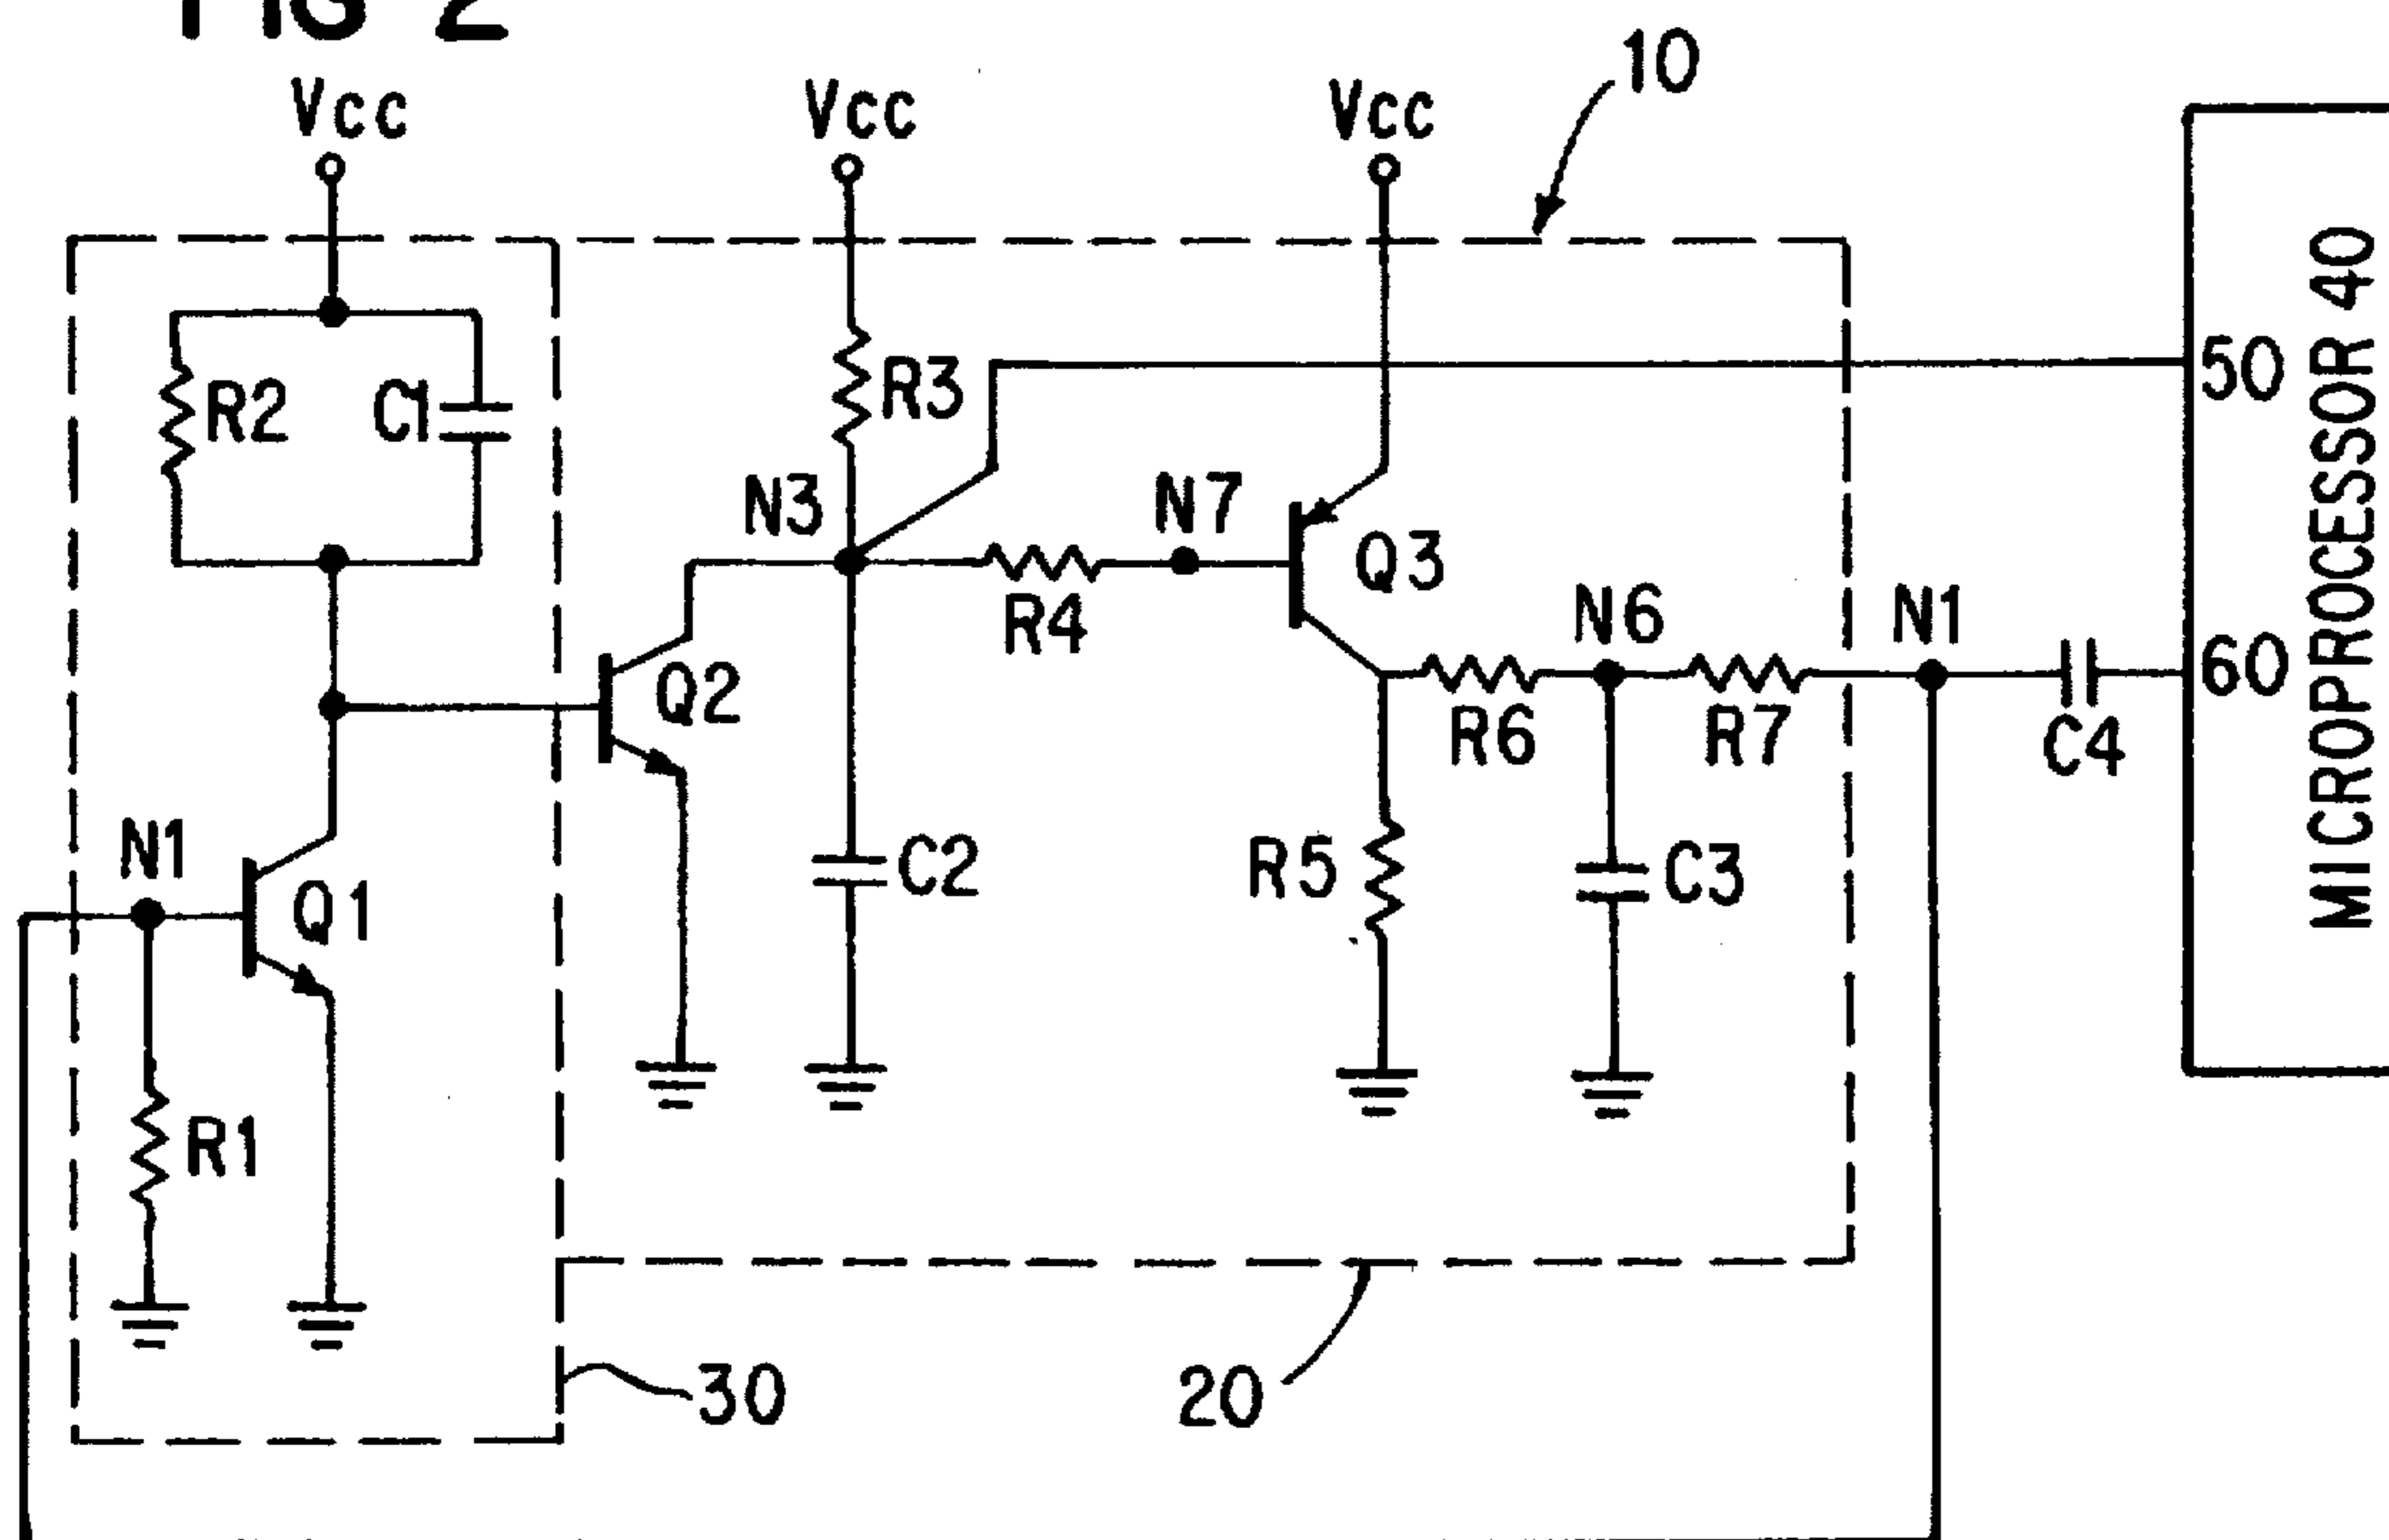 FIG 2
10
Vcc
Vcc
Vcc
R2
C1
R3
50
N3
N7
Q3
R4
N6
N1
Q2
60
R6
R7
C4
N1
Q1
C2
R5
C3
R1
MICROPROCESSOR 40
30
20